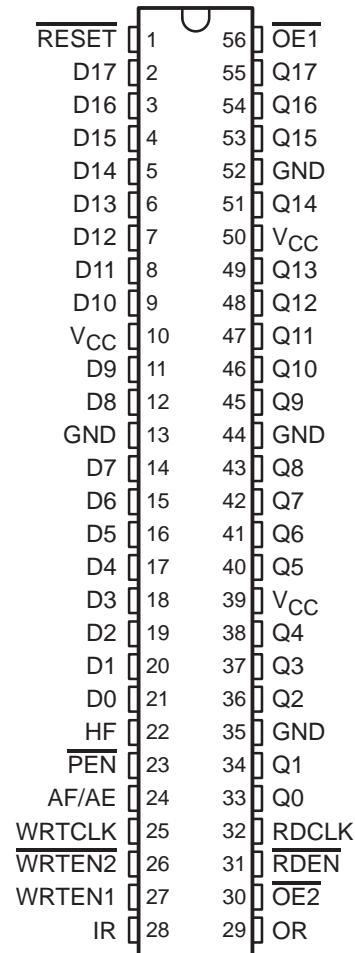 RESET 1 56 OE1
D17 2 55 Q17
D16 3 54 Q16
D15 4 53 Q15
D14 5 52 GND
D13 6 51 Q14
D12 7 50 VCC
D11 8 49 Q13
D10 9 48 Q12
VCC 10 47 Q11
D9 11 46 Q10
D8 12 45 Q9
GND 13 44 GND
D7 14 43 Q8
D6 15 42 Q7
D5 16 41 Q6
D4 17 40 Q5
D3 18 39 VCC
D2 19 38 Q4
D1 20 37 Q3
D0 21 36 Q2
HF 22 35 GND
PEN 23 34 Q1
AF/AE 24 33 Q0
WRTCLK 25 32 RDCLK
WRTEN2 26 31 RDEN
WRTEN1 27 30 OE2
IR 28 29 OR